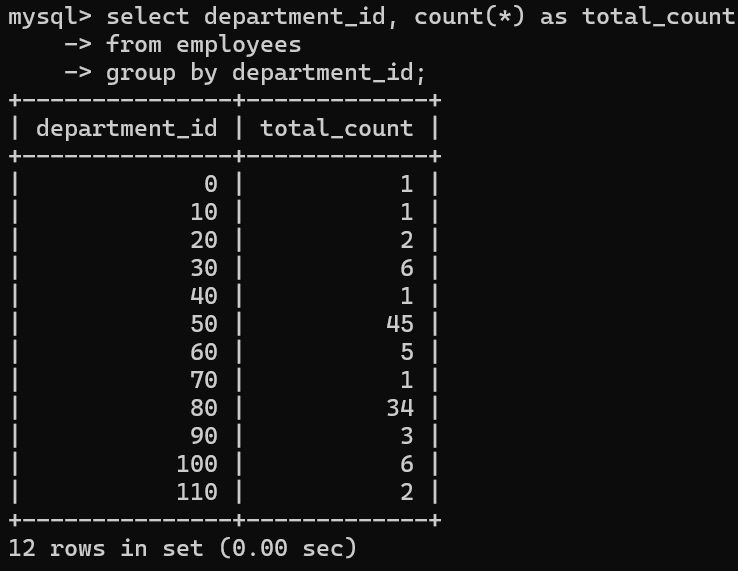 mysql> select department_id, count(*) as total_count
    -> from employees
    -> group by department_id;
+---------------+-------------+
| department_id | total_count |
+---------------+-------------+
|             0 |           1 |
|            10 |           1 |
|            20 |           2 |
|            30 |           6 |
|            40 |           1 |
|            50 |          45 |
|            60 |           5 |
|            70 |           1 |
|            80 |          34 |
|            90 |           3 |
|           100 |           6 |
|           110 |           2 |
+---------------+-------------+
12 rows in set (0.00 sec)